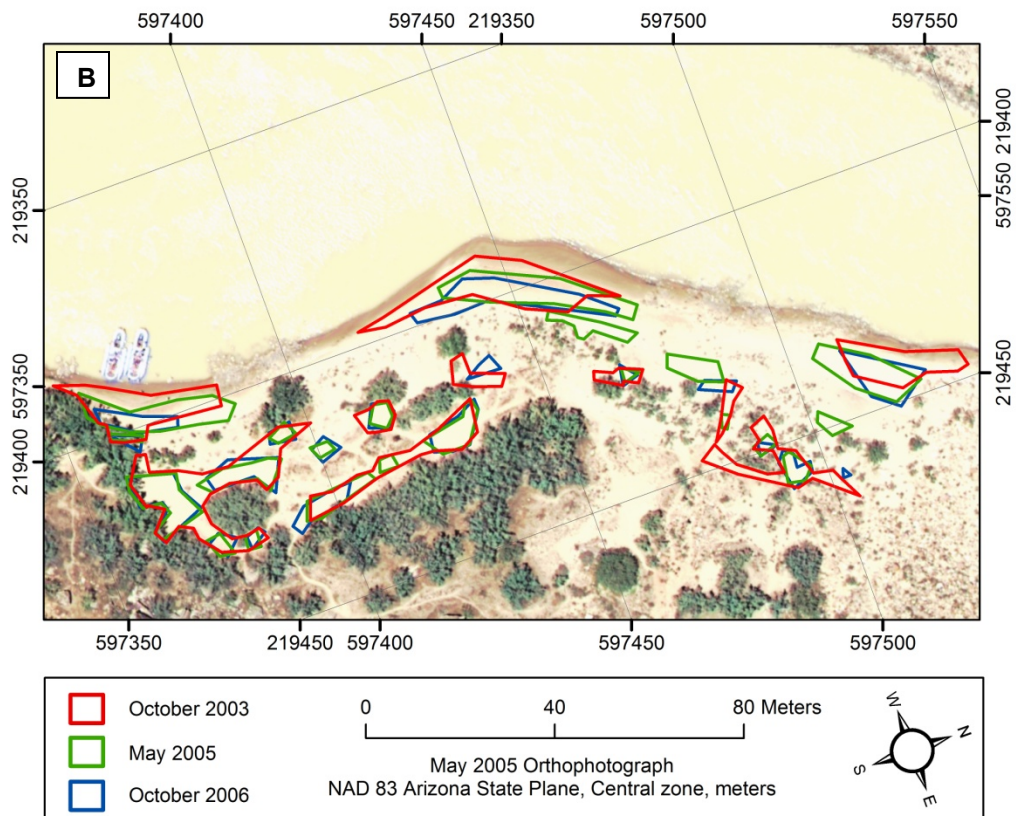 597400 597450 219350 597500 597550
B
219400
597550
219350
219450
597350
219400
597350 219450 597400 597450 597500
October 2003
May 2005
October 2006
0 40 80 Meters
May 2005 Orthophotograph
NAD 83 Arizona State Plane, Central zone, meters
W
N
S
E